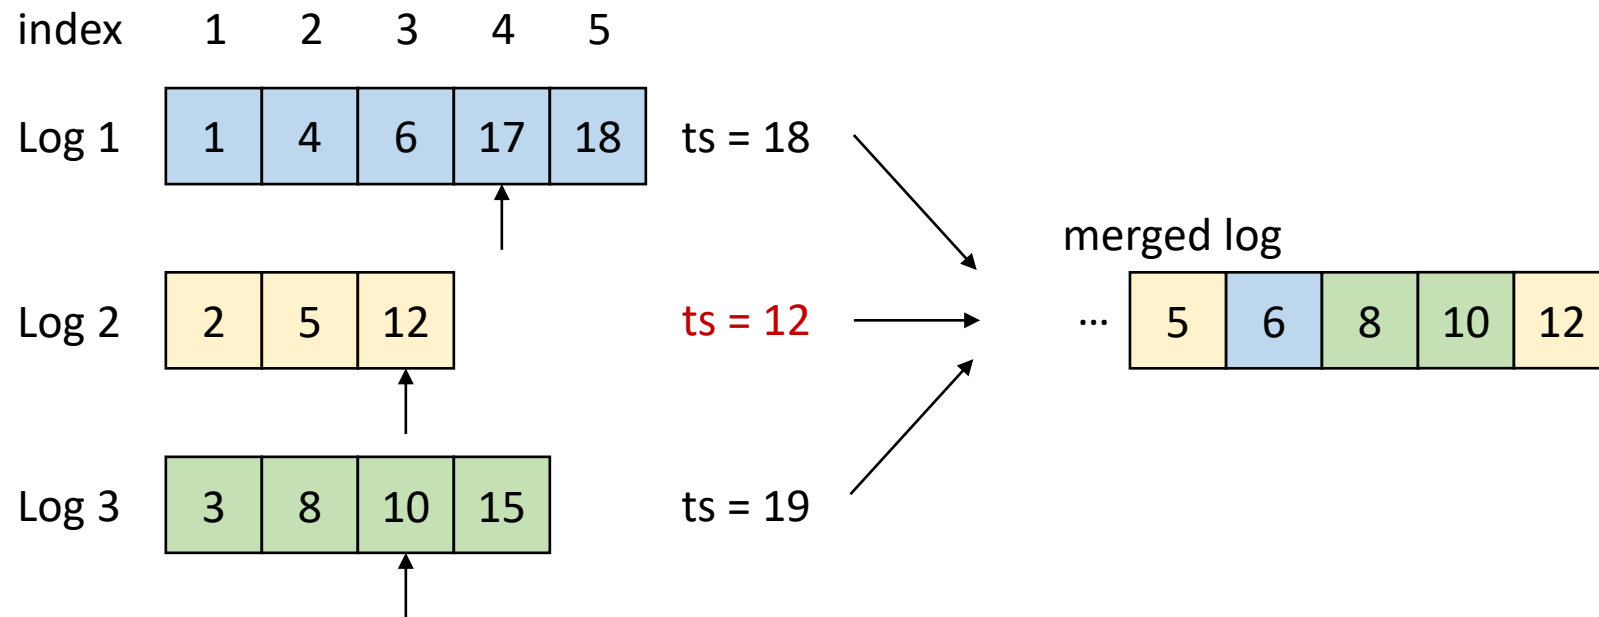 index 1 2 3 4 5
Log 1 1 4 6 17 18 ts = 18
merged log
Log 2 2 5 12 ts = 12 ... 5 6 8 10 12
Log 3 3 8 10 15 ts = 19